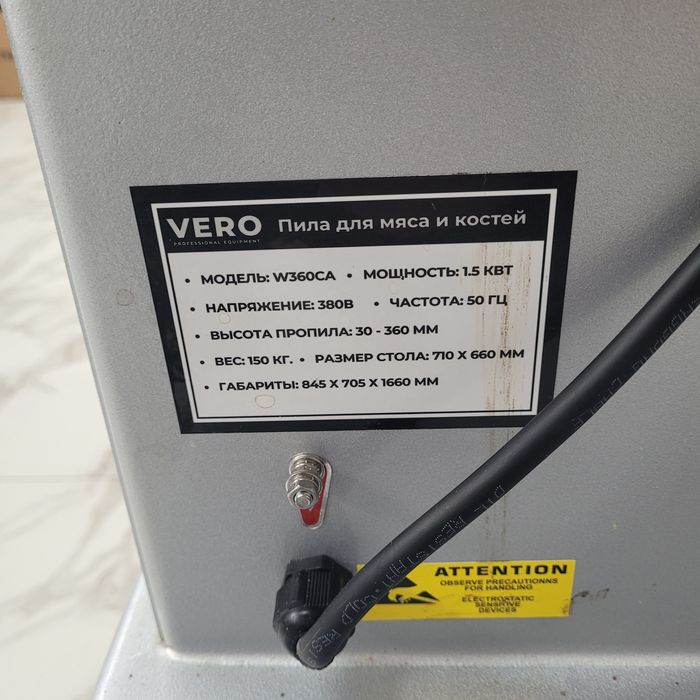 VERO Пила для мяса и костей
PROFESSIONAL EQUIPMENT
• МОДЕЛЬ: W360CA • МОЩНОСТЬ: 1.5 КВТ
• НАПРЯЖЕНИЕ: 380В • ЧАСТОТА: 50 ГЦ
• ВЫСОТА ПРОПИЛА: 30 - 360 ММ
• ВЕС: 150 КГ. • РАЗМЕР СТОЛА: 710 X 660 ММ
• ГАБАРИТЫ: 845 X 705 X 1660 ММ
ATTENTION
OBSERVE PRECAUTIONNS
FOR HANDLING
ELECTROSTATIC
SENSITIVE
DEVICES